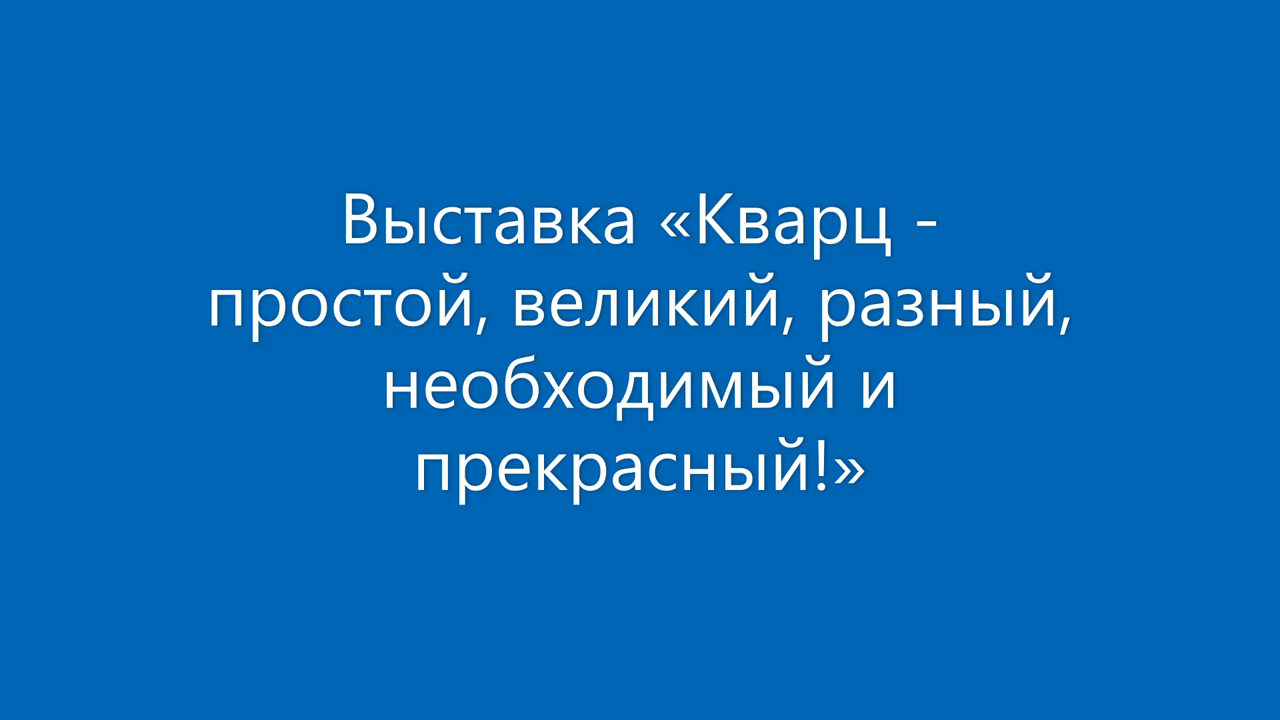 Выставка «Кварц -
простой, великий, разный,
необходимый и
прекрасный!»